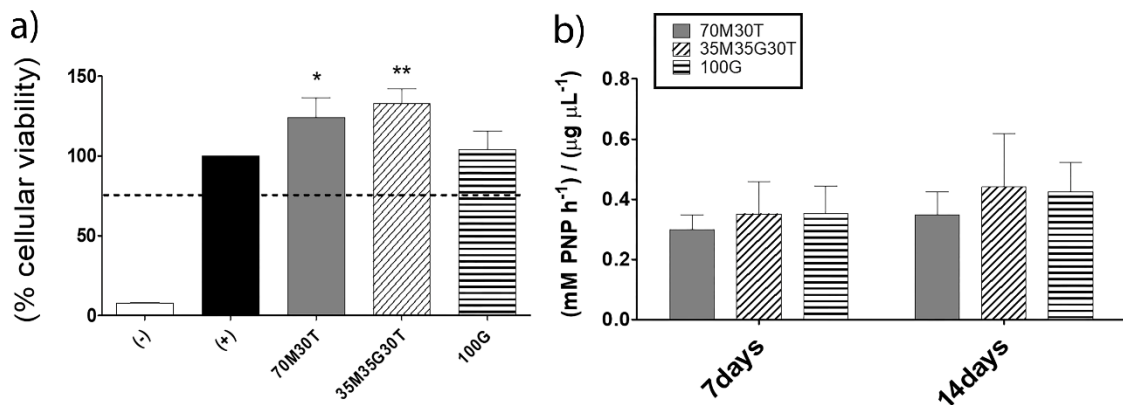 a)
(% cellular viability)
150
100
50
0
* **
(-) (+) 70M30T 35M35G30T 100G
b)
70M30T
35M35G30T
100G
(mM PNP h⁻¹) / (µg µL⁻¹)
0.8
0.6
0.4
0.2
0.0
7days 14days